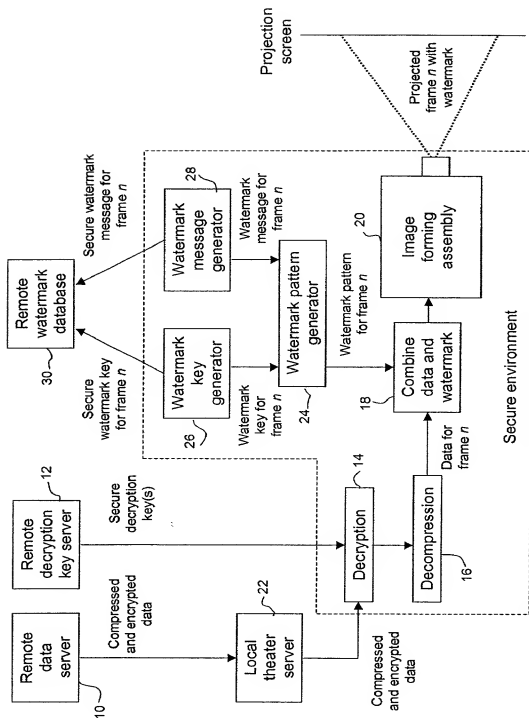 Remote
data
server
10
Remote
decryption
key server
12
Remote
watermark
database
30
Compressed
and encrypted
data
Secure
decryption
key(s)
Secure
watermark key
for frame n
Secure watermark
message for
frame n
Local
theater
server
22
Watermark
key
generator
26
Watermark
message
generator
28
Watermark key for
frame n
Watermark
message for
frame n
Compressed
and encrypted
data
Decryption
14
Watermark pattern
generator
24
Watermark pattern
for frame n
Decompression
16
Data for
frame n
Combine
data and
watermark
18
Image
forming
assembly
20
Secure environment
Projected
frame n with
watermark
Projection
screen